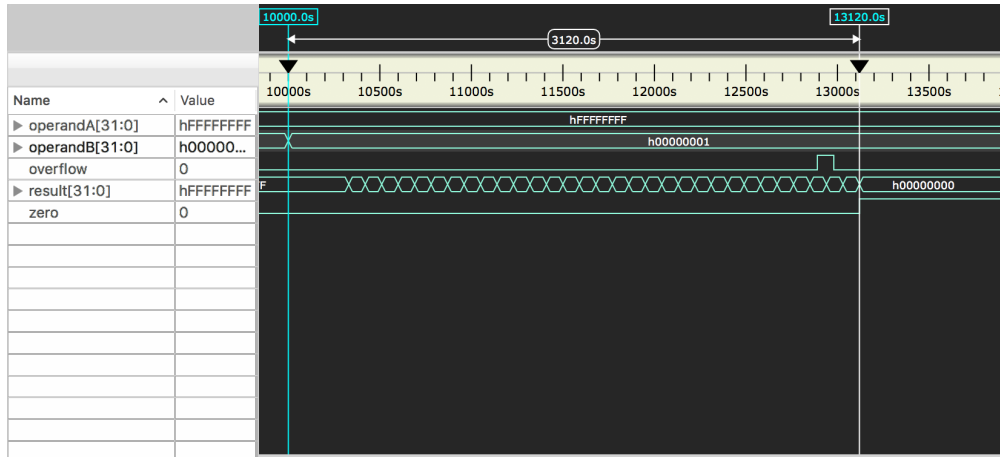 10000.0s 13120.0s
3120.0s
10000s 10500s 11000s 11500s 12000s 12500s 13000s 13500s
Name Value
operandA[31:0] hFFFFFFFF hFFFFFFFF
operandB[31:0] h00000... h00000001
overflow 0
result[31:0] hFFFFFFFF F h00000000
zero 0